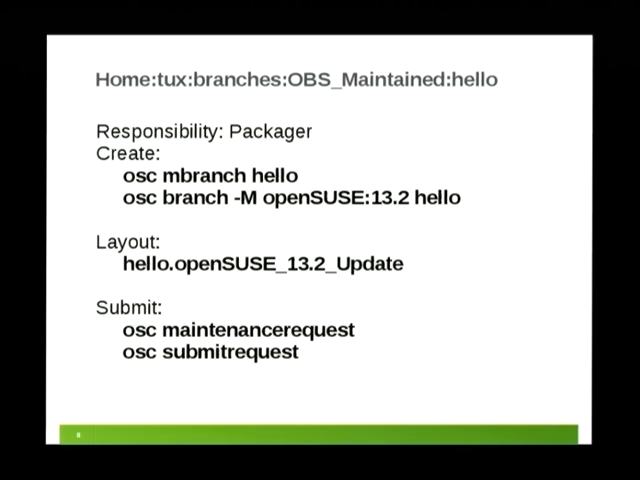 Home:tux:branches:OBS_Maintained:hello
Responsibility: Packager
Create:
osc mbranch hello
osc branch -M openSUSE:13.2 hello
Layout:
hello.openSUSE_13.2_Update
Submit:
osc maintenancerequest
osc submitrequest